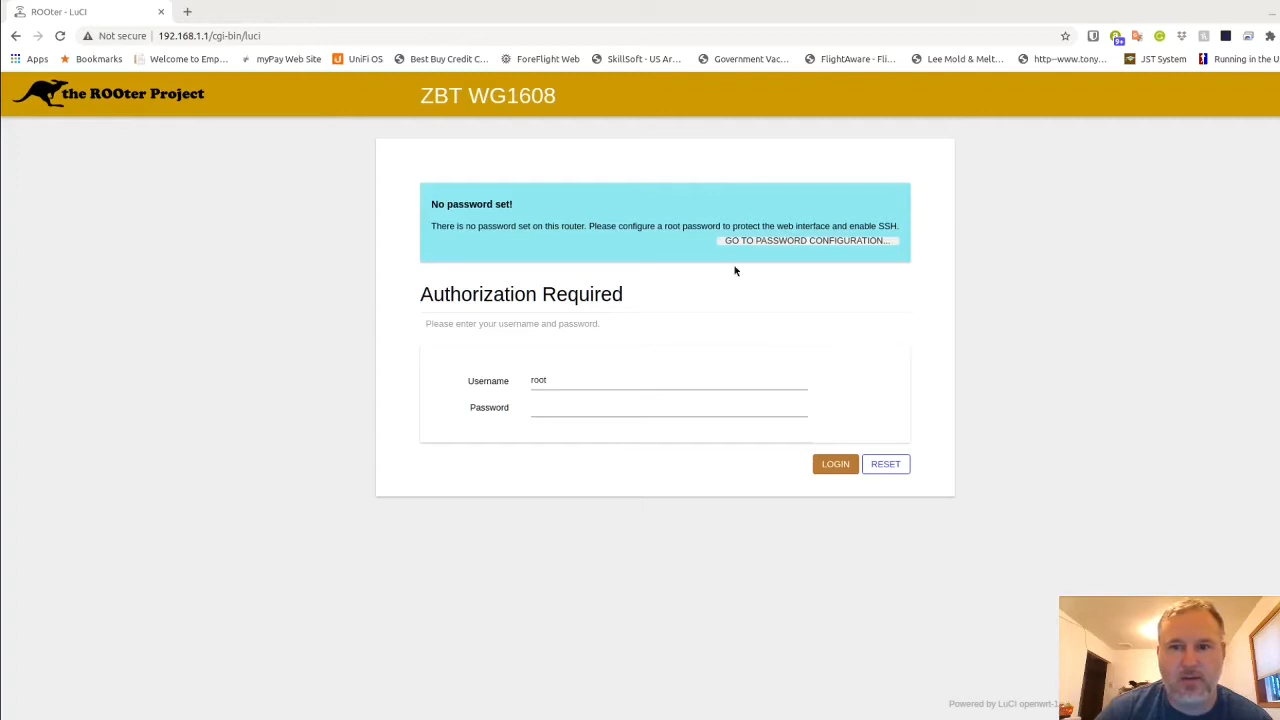 ROOter - LuCI
Not secure 192.168.1.1/cgi-bin/luci
9+
Apps Bookmarks Welcome to Emp... myPay Web Site UniFi OS Best Buy Credit C... ForeFlight Web SkillSoft - US Ar... Government Vac... FlightAware - Fli... Lee Mold & Melt... http--www.tony... JST System Running in the U
the ROOter Project
ZBT WG1608
No password set!
There is no password set on this router. Please configure a root password to protect the web interface and enable SSH.
GO TO PASSWORD CONFIGURATION...
Authorization Required
Please enter your username and password.
Username root
Password
LOGIN RESET
Powered by LuCI openwrt-1